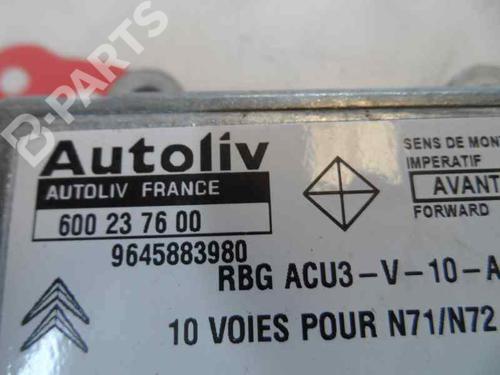 B-PARTS
Autoliv
AUTOLIV FRANCE
600 23 76 00
9645883980
SENS DE MON
IMPERATIF
AVANT
FORWARD
RBG ACU3-V-10-A
10 VOIES POUR N71/N72